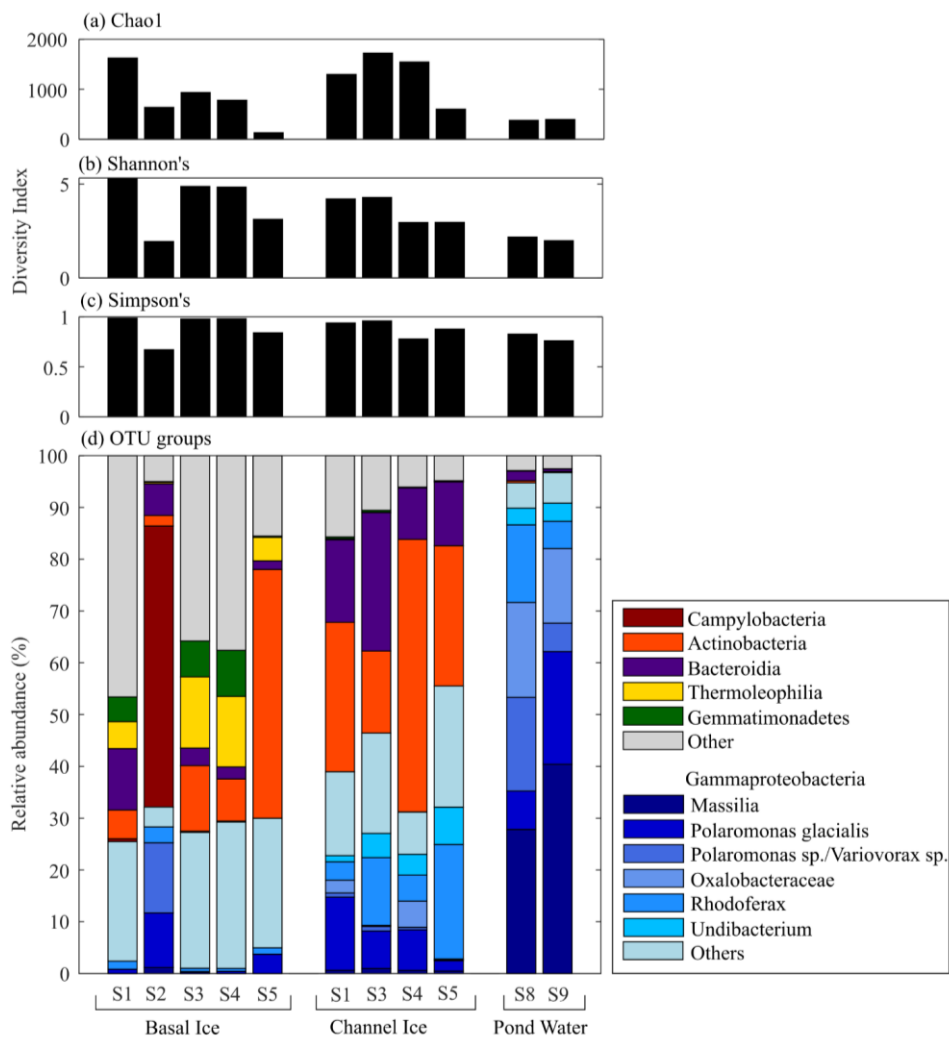 (a) Chao1
2000
1000
0
(b) Shannon's
5
0
Diversity Index
(c) Simpson's
1
0.5
0
(d) OTU groups
100
90
80
70
60
50
40
30
20
10
0
Relative abundance (%)
S1 S2 S3 S4 S5 S1 S3 S4 S5 S8 S9
Basal Ice Channel Ice Pond Water
Campylobacteria
Actinobacteria
Bacteroidia
Thermoleophilia
Gemmatimonadetes
Other
Gammaproteobacteria
Massilia
Polaromonas glacialis
Polaromonas sp./Variovorax sp.
Oxalobacteraceae
Rhodoferax
Undibacterium
Others